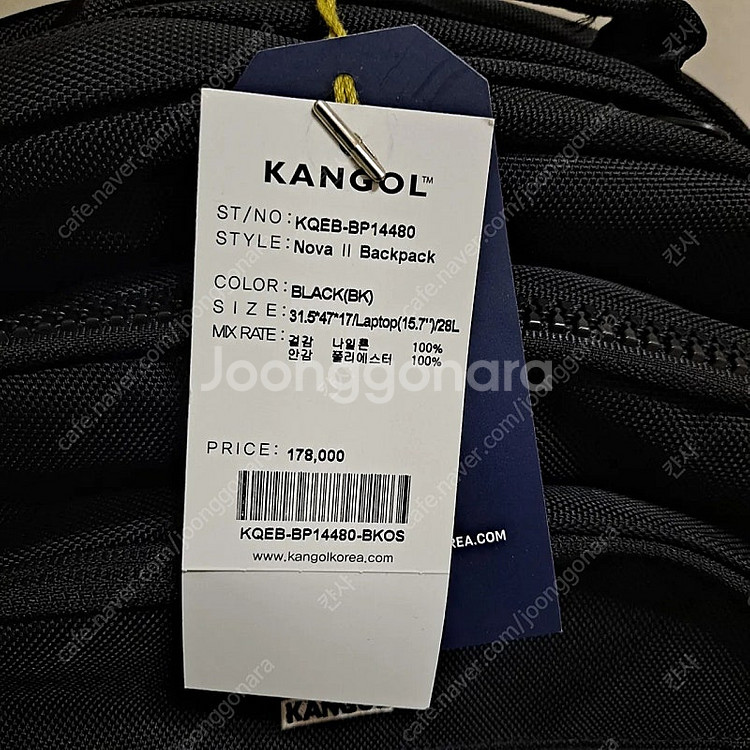 KANGOL™
ST/NO : KQEB-BP14480
STYLE : Nova II Backpack
COLOR : BLACK(BK)
SIZE : 31.5*47*17/Laptop(15.7")/28L
MIX RATE : 겉감 나일론 100%
안감 폴리에스터 100%
Joonggonara
PRICE : 178,000
KQEB-BP14480-BKOS
www.kangolkorea.com
REA.COM
KANGOL
cafe.naver.com/joonggonara
칸사